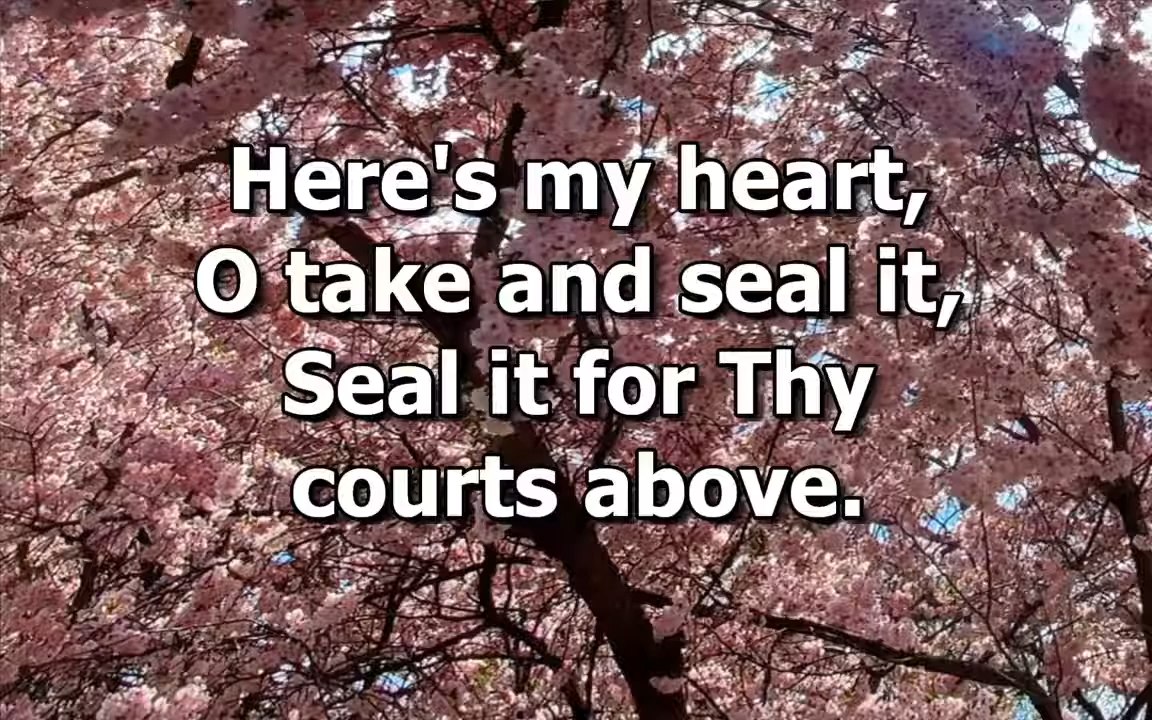 Here's my heart,
O take and seal it,
Seal it for Thy
courts above.